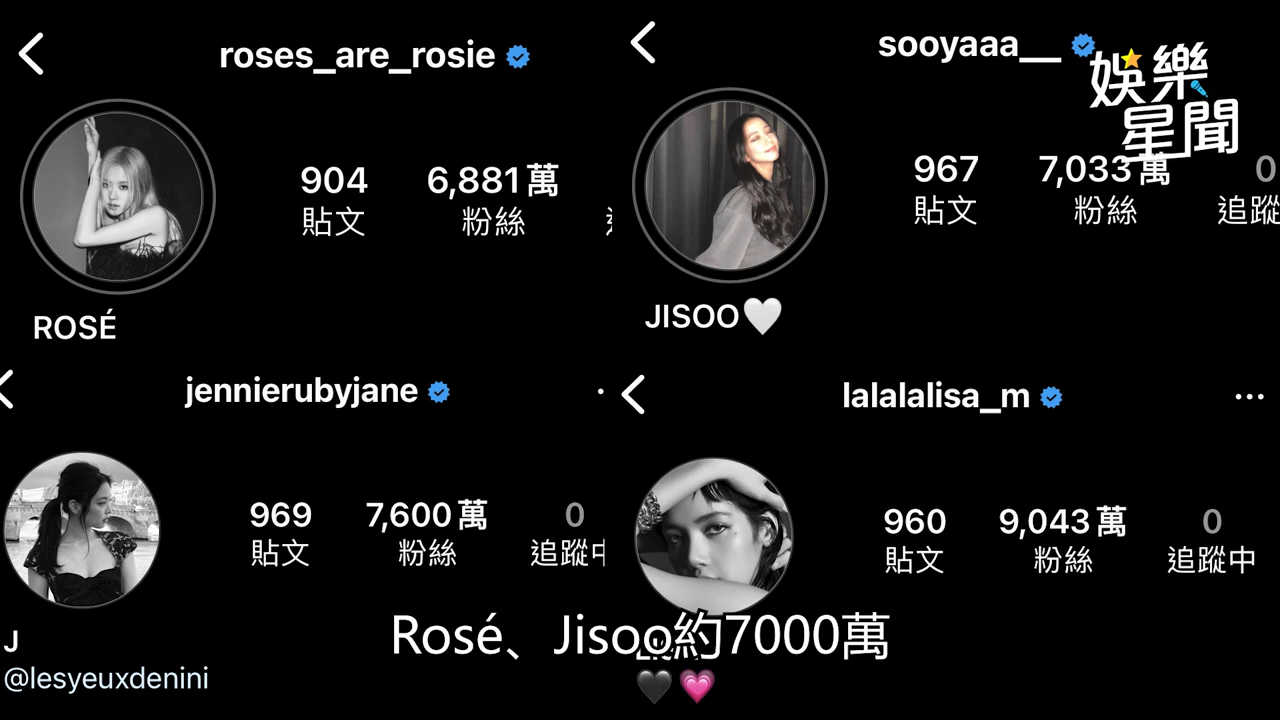 roses_are_rosie
904 6,881萬
貼文 粉絲
ROSÉ
sooyaaa__
娛樂
星聞
967 7,033萬 0
貼文 粉絲 追蹤
JISOO🤍
jennierubyjane
969 7,600萬 0
貼文 粉絲 追蹤中
J
@lesyeuxdenini
lalalalisa_m
960 9,043萬 0
貼文 粉絲 追蹤中
🖤💗
Rosé、Jisoo約7000萬